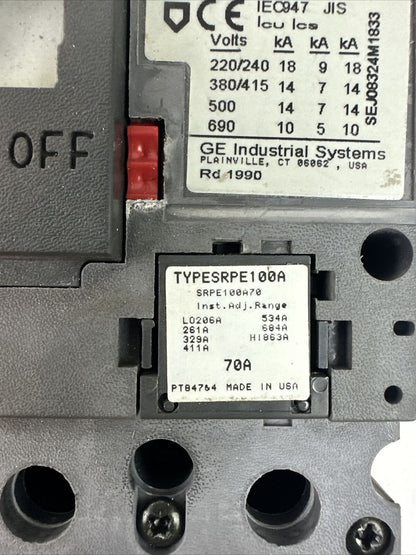 CE IEC947 JIS
Icu Ics
Volts kA kA kA
220/240 18 9 18
380/415 14 7 14
500 14 7 14
690 10 5 10
GE Industrial Systems
PLAINVILLE, CT 06062 , USA
Rd 1990
SEJ08324M1833
OFF
TYPESRPE100A
SRPE100A70
Inst.Adj.Range
LO206A 534A
261A 684A
329A HI863A
411A
70A
PT84764 MADE IN USA